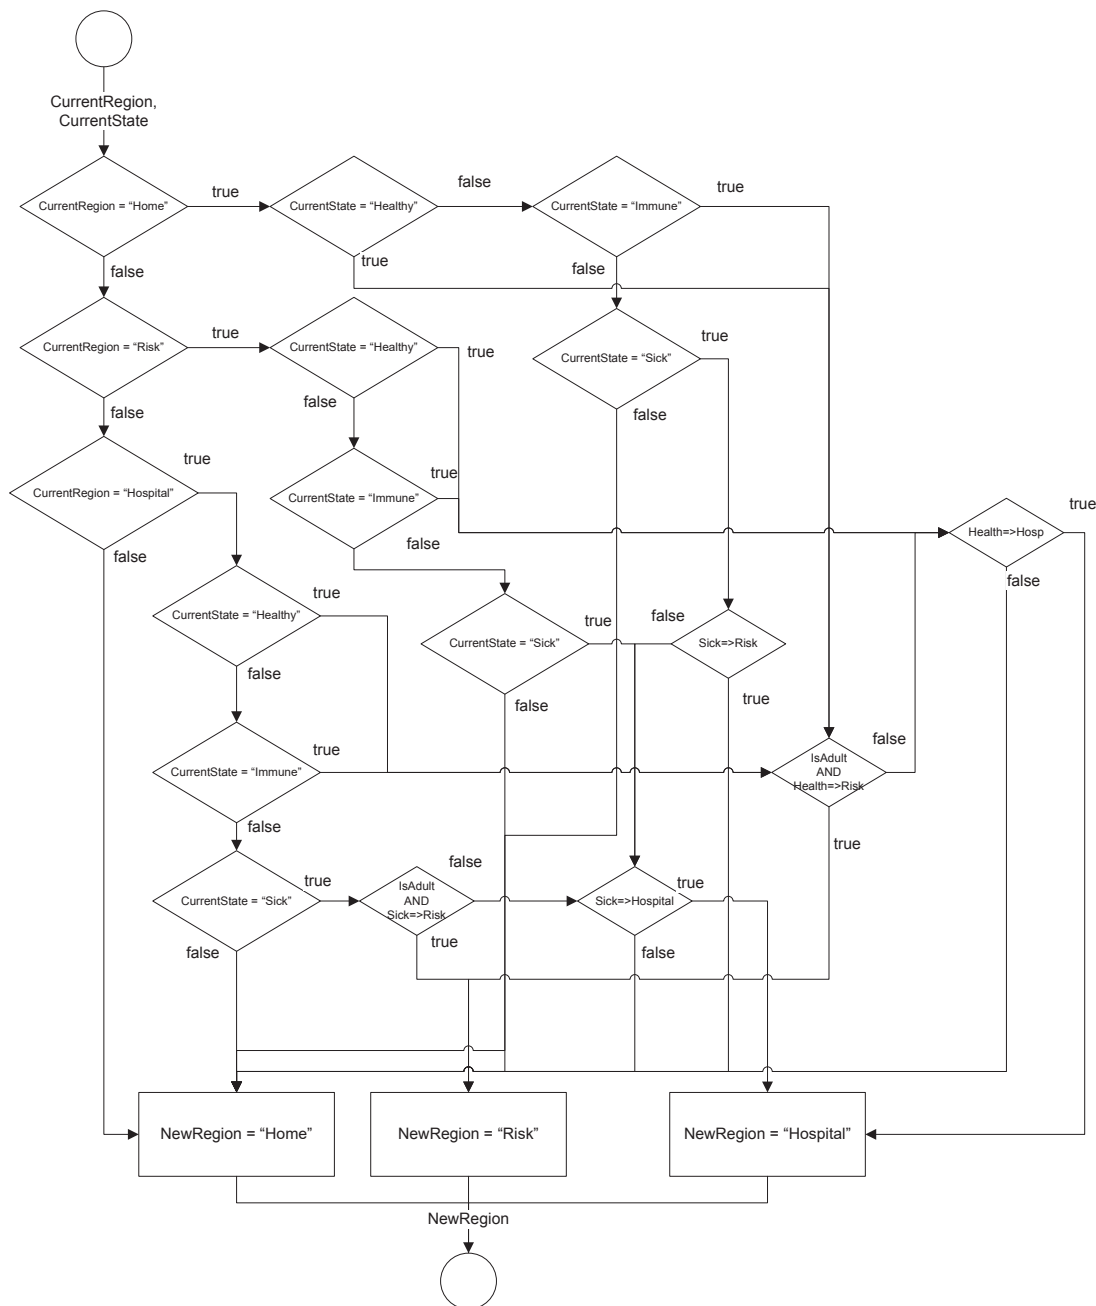 CurrentRegion,
CurrentState
CurrentRegion = “Home”
true
CurrentState = “Healthy”
false
CurrentState = “Immune”
true
false
true
false
CurrentRegion = “Risk”
true
CurrentState = “Healthy”
true
CurrentState = “Sick”
true
false
false
false
CurrentRegion = “Hospital”
true
CurrentState = “Immune”
true
false
false
Health=>Hosp
true
false
CurrentState = “Healthy”
true
false
CurrentState = “Sick”
true
false
false
Sick=>Risk
true
CurrentState = “Immune”
true
false
IsAdult
AND
Health=>Risk
false
true
CurrentState = “Sick”
true
false
IsAdult
AND
Sick=>Risk
false
true
Sick=>Hospital
true
false
NewRegion = “Home”
NewRegion = “Risk”
NewRegion = “Hospital”
NewRegion